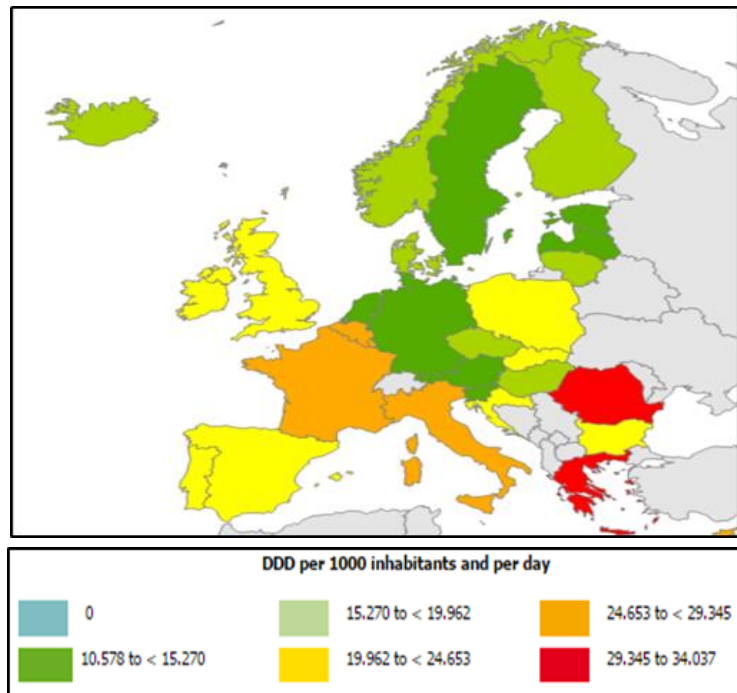 DDD per 1000 inhabitants and per day
0 15.270 to < 19.962 24.653 to < 29.345
10.578 to < 15.270 19.962 to < 24.653 29.345 to 34.037